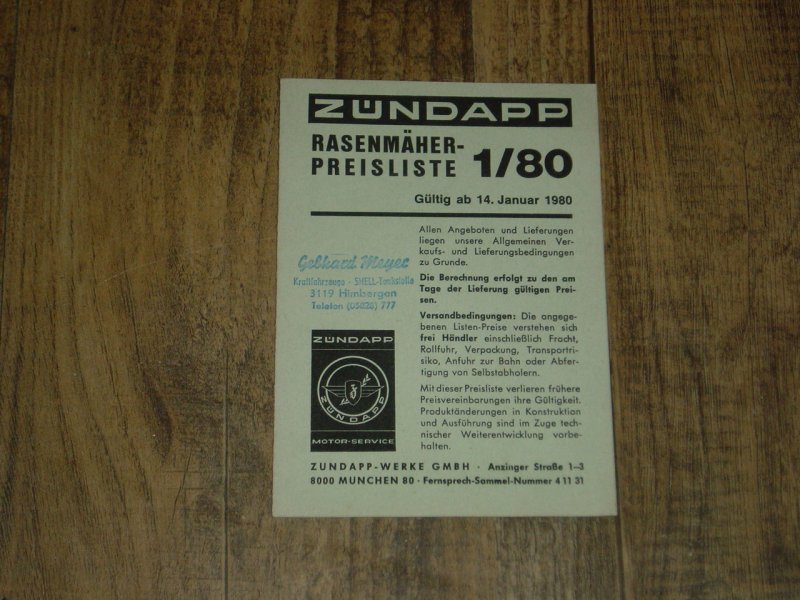 ZÜNDAPP
RASENMÄHER-
PREISLISTE 1/80
Gültig ab 14. Januar 1980
Allen Angeboten und Lieferungen
liegen unsere Allgemeinen Ver-
kaufs- und Lieferungsbedingungen
zu Grunde.
Die Berechnung erfolgt zu den am
Tage der Lieferung gültigen Prei-
sen.
Versandbedingungen: Die angege-
benen Listen-Preise verstehen sich
frei Händler einschließlich Fracht,
Rollfuhr, Verpackung, Transportri-
siko, Anfuhr zur Bahn oder Abfer-
tigung von Selbstabholern.
Mit dieser Preisliste verlieren frühere
Preisvereinbarungen ihre Gültigkeit.
Produktänderungen in Konstruktion
und Ausführung sind im Zuge tech-
nischer Weiterentwicklung vorbe-
halten.
Gebhard Meyer
Kraftfahrzeuge - SHELL-Tankstelle
3119 Himbergen
Telefon (05828) 777
ZÜNDAPP
ZÜNDAPP
MOTOR-SERVICE
ZÜNDAPP-WERKE GMBH · Anzinger Straße 1–3
8000 MÜNCHEN 80 · Fernsprech-Sammel-Nummer 4 11 31